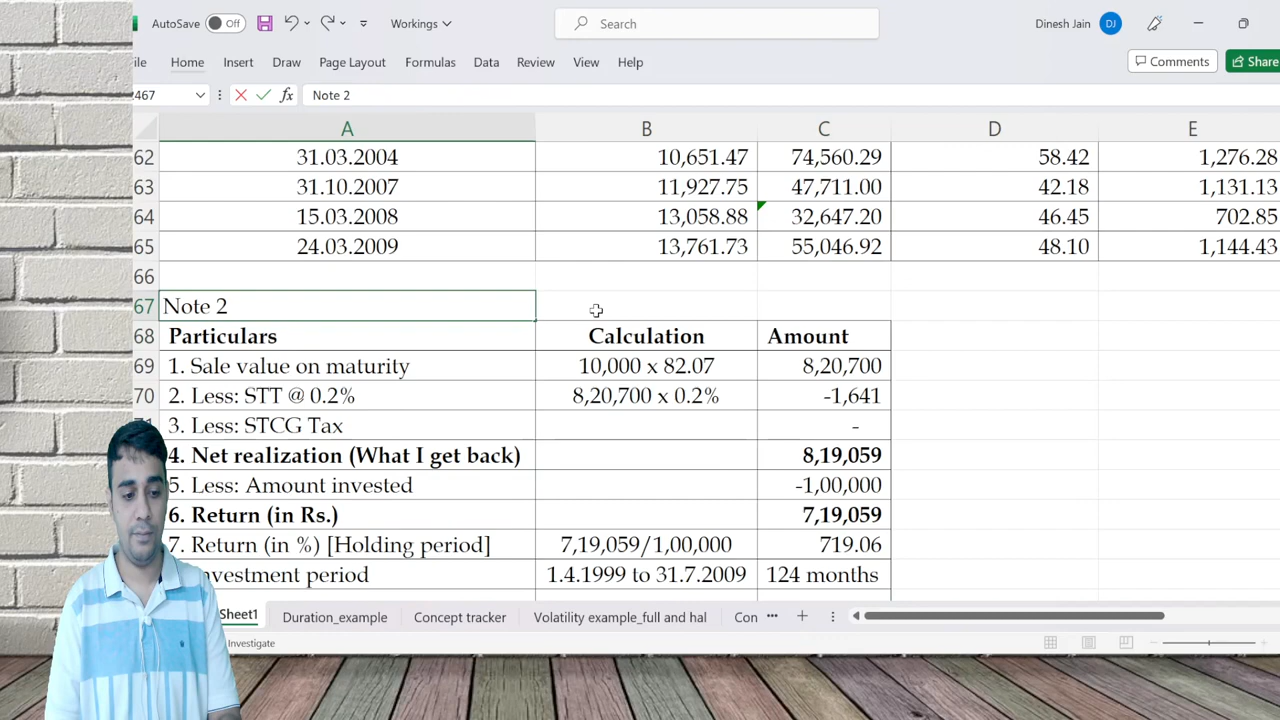 AutoSave Off Workings Search Dinesh Jain DJ
ile Home Insert Draw Page Layout Formulas Data Review View Help Comments Share
467 fx Note 2
A B C D E
62 31.03.2004 10,651.47 74,560.29 58.42 1,276.28
63 31.10.2007 11,927.75 47,711.00 42.18 1,131.13
64 15.03.2008 13,058.88 32,647.20 46.45 702.85
65 24.03.2009 13,761.73 55,046.92 48.10 1,144.43
66
67 Note 2
68 Particulars Calculation Amount
69 1. Sale value on maturity 10,000 x 82.07 8,20,700
70 2. Less: STT @ 0.2% 8,20,700 x 0.2% -1,641
3. Less: STCG Tax -
4. Net realization (What I get back) 8,19,059
5. Less: Amount invested -1,00,000
6. Return (in Rs.) 7,19,059
7. Return (in %) [Holding period] 7,19,059/1,00,000 719.06
nvestment period 1.4.1999 to 31.7.2009 124 months
Sheet1 Duration_example Concept tracker Volatility example_full and hal Con
Investigate